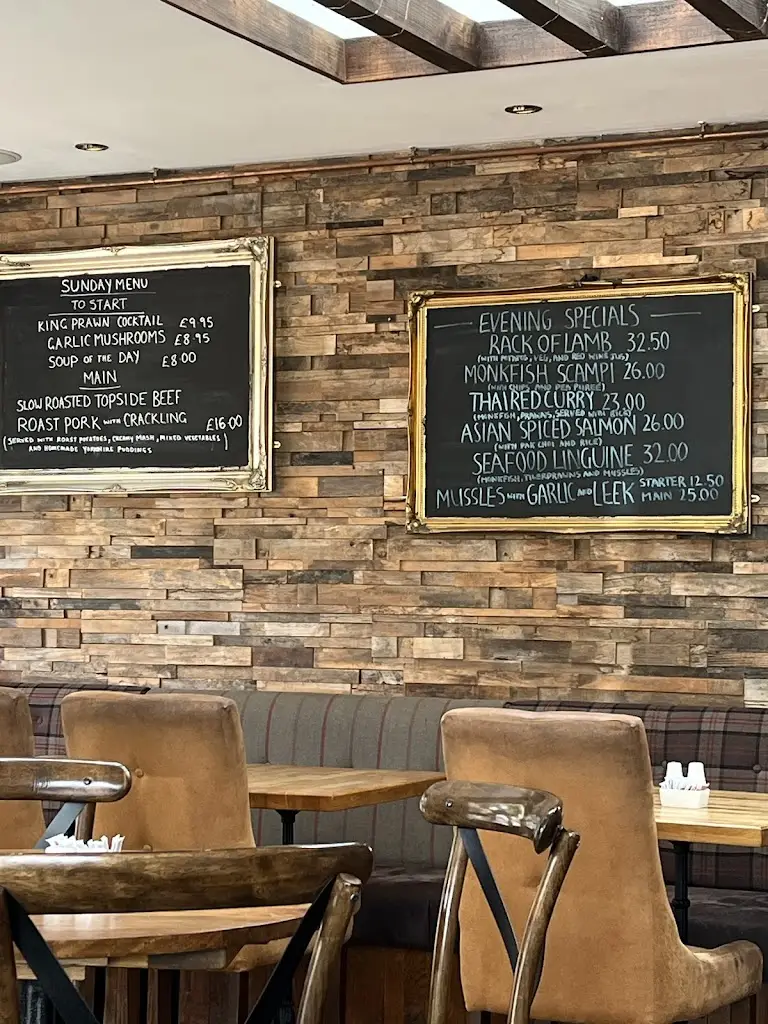 SUNDAY MENU
TO START
KING PRAWN COCKTAIL £9.95
GARLIC MUSHROOMS £8.95
SOUP OF THE DAY £8.00
MAIN
SLOW ROASTED TOPSIDE BEEF
ROAST PORK WITH CRACKLING £16.00
(SERVED WITH ROAST POTATOES, CREAMY MASH, MIXED VEGETABLES)
AND HOMEMADE YORKSHIRE PUDDINGS
EVENING SPECIALS
RACK OF LAMB 32.50
(WITH POTATOS, VEG, AND RED WINE JUS)
MONKFISH SCAMPI 26.00
(WITH CHIPS AND PEA PUREE)
THAI RED CURRY 23.00
(MONKFISH, PRAWNS, SERVED WITH RICE)
ASIAN SPICED SALMON 26.00
(WITH PAK CHOI AND RICE)
SEAFOOD LINGUINE 32.00
(MONKFISH, TIGERPRAWNS AND MUSSLES)
MUSSLES WITH GARLIC AND LEEK STARTER 12.50
MAIN 25.00